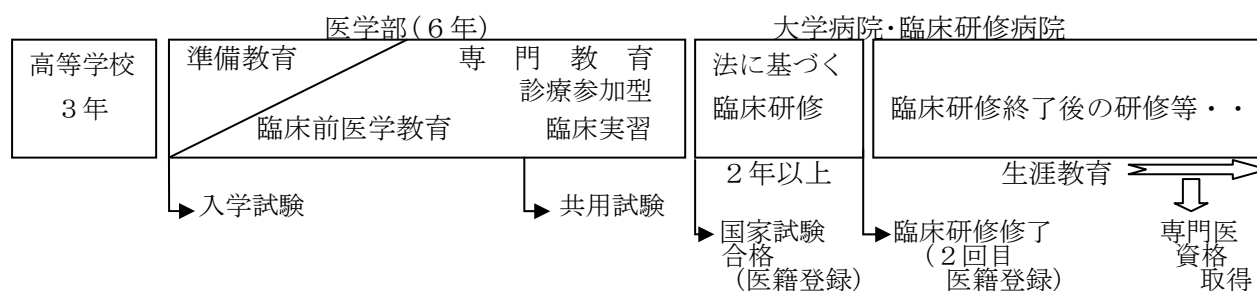 医学部（６年）
大学病院・臨床研修病院
高等学校
３年
準備教育
専門教育
診療参加型
臨床前医学教育
臨床実習
法に基づく
臨床研修
臨床研修終了後の研修等・・
２年以上
生涯教育
入学試験
共用試験
国家試験
合格
（医籍登録）
臨床研修修了
（２回目
医籍登録）
専門医
資格
取得